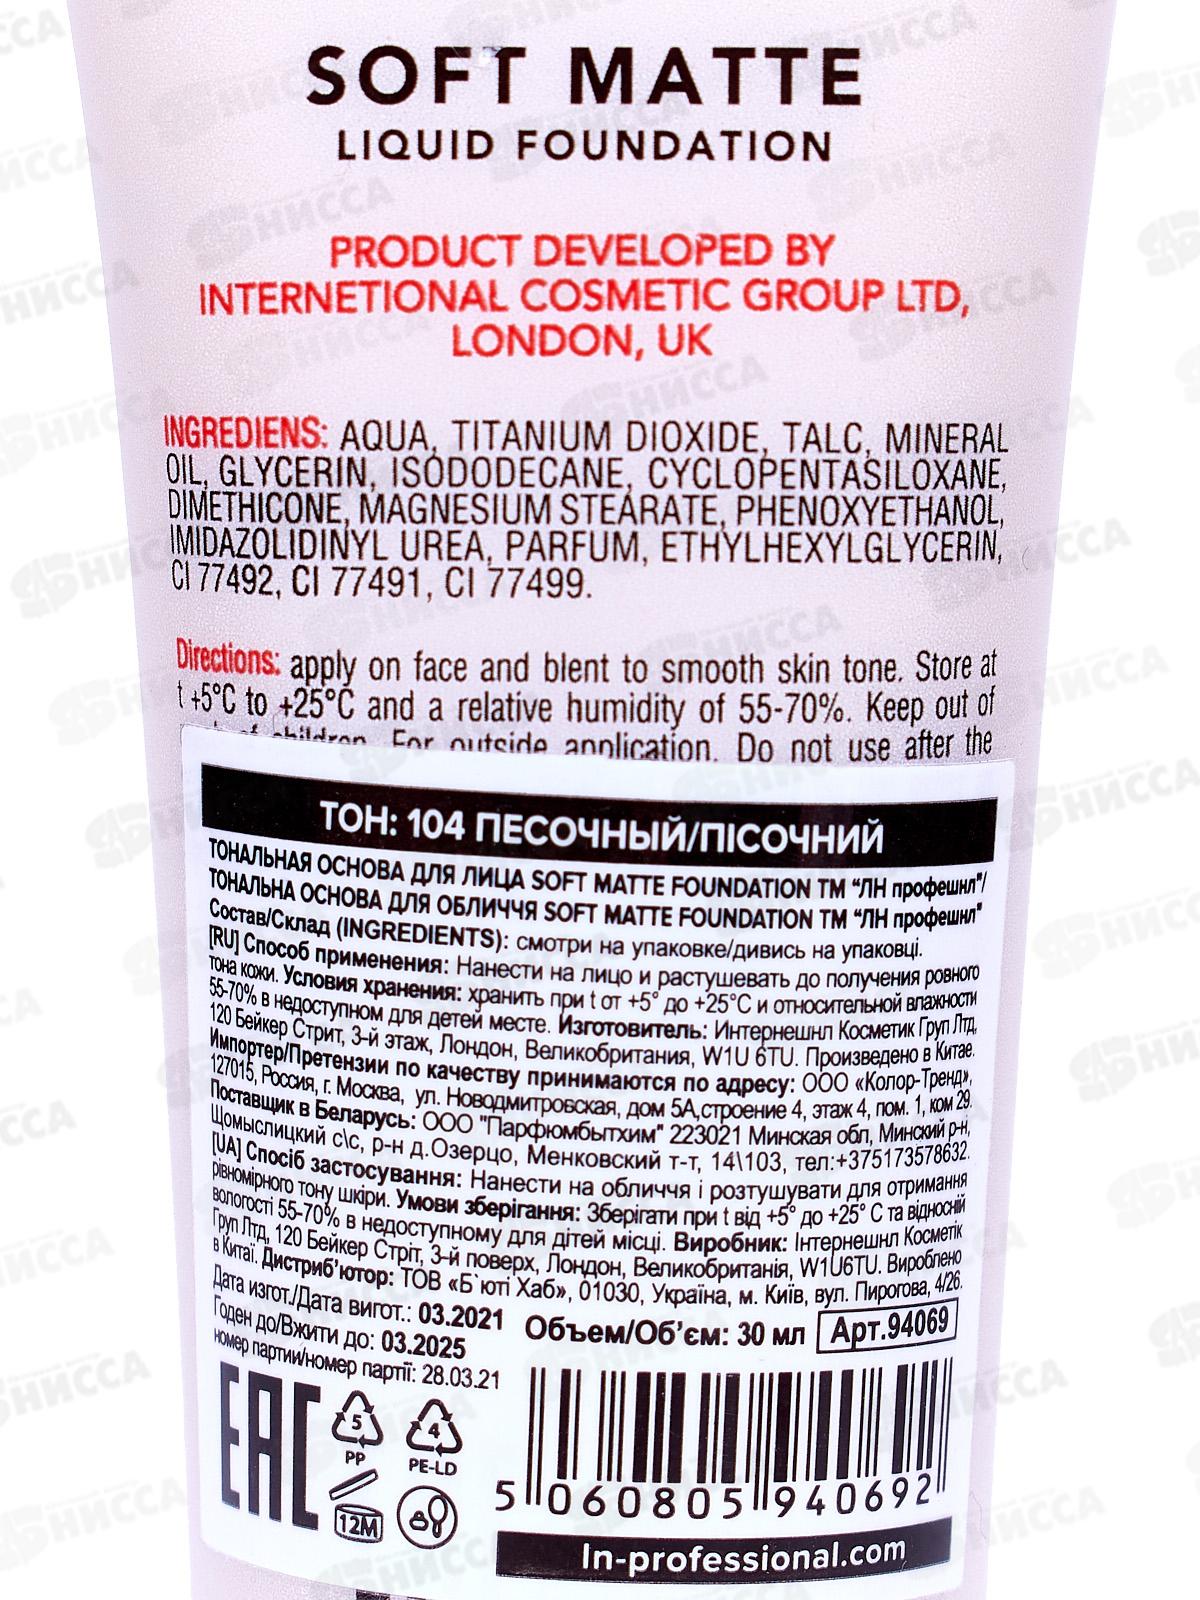 SOFT MATTE
LIQUID FOUNDATION
PRODUCT DEVELOPED BY
INTERNETIONAL COSMETIC GROUP LTD,
LONDON, UK
INGREDIENS: AQUA, TITANIUM DIOXIDE, TALC, MINERAL
OIL, GLYCERIN, ISODODECANE, CYCLOPENTASILOXANE,
DIMETHICONE, MAGNESIUM STEARATE, PHENOXYETHANOL,
IMIDAZOLIDINYL UREA, PARFUM, ETHYLHEXYLGLYCERIN,
CI 77492, CI 77491, CI 77499.
Directions: apply on face and blent to smooth skin tone. Store at
t +5°C to +25°C and a relative humidity of 55-70%. Keep out of
of children. For outside application. Do not use after the
ТОН: 104 ПЕСОЧНЫЙ/ПІСОЧНИЙ
ТОНАЛЬНАЯ ОСНОВА ДЛЯ ЛИЦА SOFT MATTE FOUNDATION TM "ЛН профешнл"/
ТОНАЛЬНА ОСНОВА ДЛЯ ОБЛИЧЧЯ SOFT MATTE FOUNDATION TM "ЛН профешнл"
Состав/Склад (INGREDIENTS): смотри на упаковке/дивись на упаковці.
[RU] Способ применения: Нанести на лицо и растушевать до получения ровного
тона кожи. Условия хранения: хранить при t от +5° до +25°C и относительной влажности
55-70% в недоступном для детей месте. Изготовитель: Интернешнл Косметик Груп Лтд,
120 Бейкер Стрит, 3-й этаж, Лондон, Великобритания, W1U 6TU. Произведено в Китае.
Импортер/Претензии по качеству принимаются по адресу: ООО «Колор-Тренд»,
127015, Россия, г. Москва, ул. Новодмитровская, дом 5А,строение 4, этаж 4, пом. 1, ком 29.
Поставщик в Беларусь: ООО "Парфюмбытхим" 223021 Минская обл, Минский р-н,
Щомыслицкий с\с, р-н д.Озерцо, Менковский т-т, 14\103, тел:+375173578632.
[UA] Спосіб застосування: Нанести на обличчя і розтушувати для отримання
рівномірного тону шкіри. Умови зберігання: Зберігати при t від +5° до +25° С та відносній
вологості 55-70% в недоступному для дітей місці. Виробник: Інтернешнл Косметік
Груп Лтд, 120 Бейкер Стріт, 3-й поверх, Лондон, Великобританія, W1U6TU. Вироблено
в Китаї. Дистриб'ютор: ТОВ «Б`юті Хаб», 01030, Україна, м. Київ, вул. Пирогова, 4/26.
Дата изгот./Дата вигот.: 03.2021
Годен до/Вжити до: 03.2025
номер партии/номер партії: 28.03.21
Объем/Об'єм: 30 мл
Арт.94069
EAC
5
PP
4
PE-LD
12M
5 060805 940692
ln-professional.com
НИССА